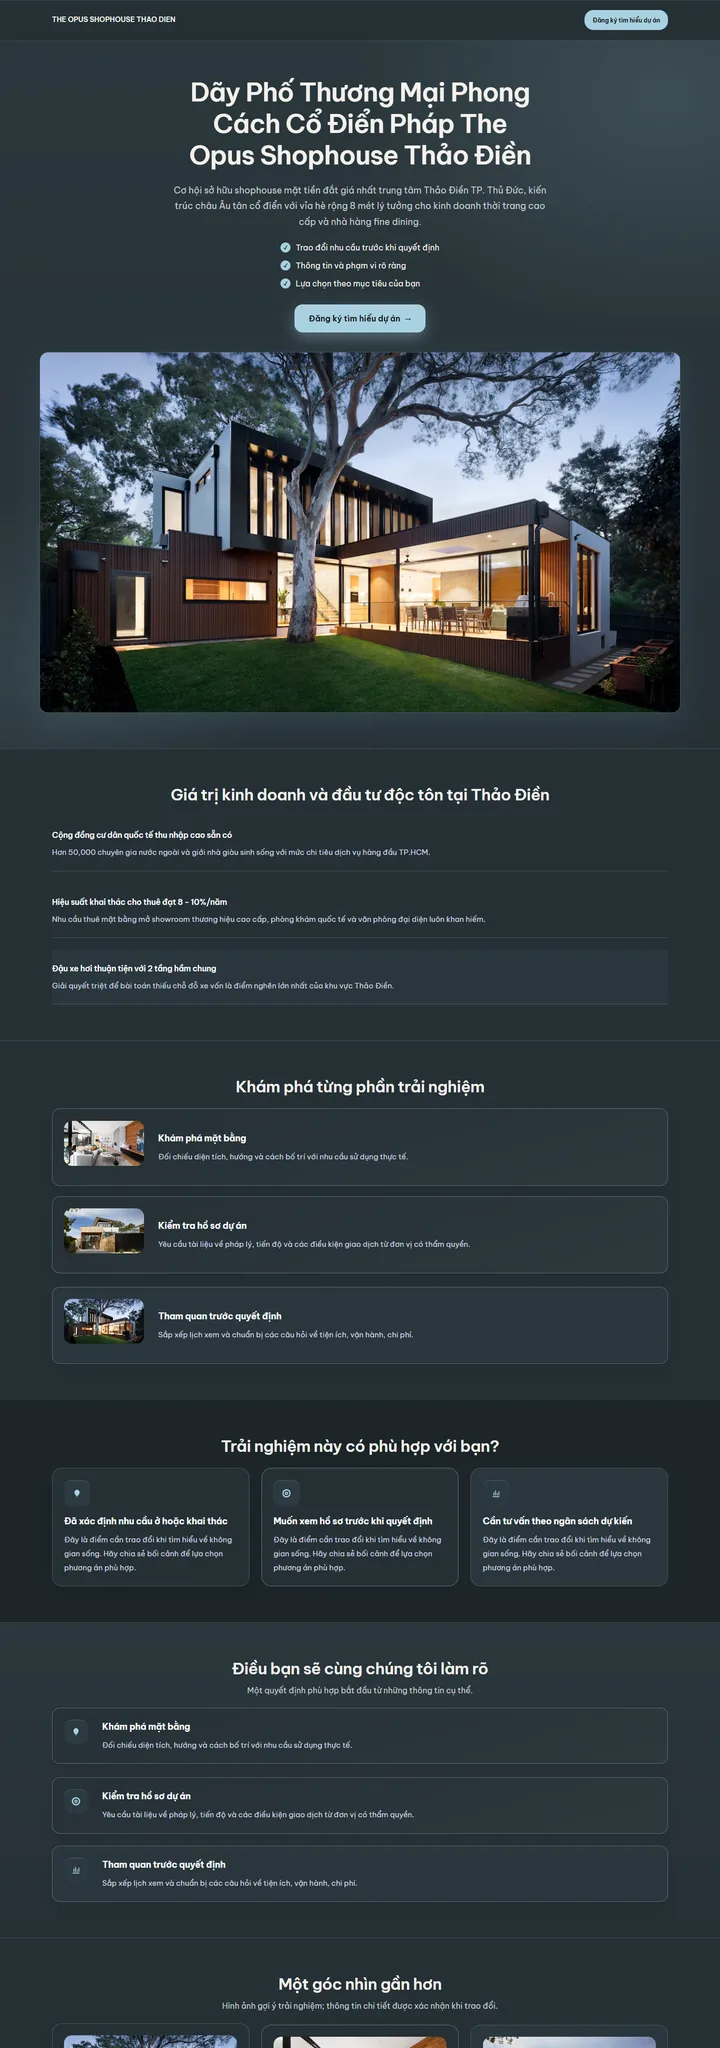 THE OPUS SHOPHOUSE THAO DIEN
Đăng ký tìm hiểu dự án
Dãy Phố Thương Mại Phong
Cách Cổ Điển Pháp The
Opus Shophouse Thảo Điền
Cơ hội sở hữu shophouse mặt tiền đắt giá nhất trung tâm Thảo Điền TP. Thủ Đức, kiến
trúc châu Âu tân cổ điển với vỉa hè rộng 8 mét lý tưởng cho kinh doanh thời trang cao
cấp và nhà hàng fine dining.
Trao đổi nhu cầu trước khi quyết định
Thông tin và phạm vi rõ ràng
Lựa chọn theo mục tiêu của bạn
Đăng ký tìm hiểu dự án →
Giá trị kinh doanh và đầu tư độc tôn tại Thảo Điền
Cộng đồng cư dân quốc tế thu nhập cao sẵn có
Hơn 50,000 chuyên gia nước ngoài và giới nhà giàu sinh sống với mức chi tiêu dịch vụ hàng đầu TP.HCM.
Hiệu suất khai thác cho thuê đạt 8 - 10%/năm
Nhu cầu thuê mặt bằng mở showroom thương hiệu cao cấp, phòng khám quốc tế và văn phòng đại diện luôn khan hiếm.
Đậu xe hơi thuận tiện với 2 tầng hầm chung
Giải quyết triệt để bài toán thiếu chỗ đỗ xe vốn là điểm nghẽn lớn nhất của khu vực Thảo Điền.
Khám phá từng phần trải nghiệm
Khám phá mặt bằng
Đối chiếu diện tích, hướng và cách bố trí với nhu cầu sử dụng thực tế.
Kiểm tra hồ sơ dự án
Yêu cầu tài liệu về pháp lý, tiến độ và các điều kiện giao dịch từ đơn vị có thẩm quyền.
Tham quan trước quyết định
Sắp xếp lịch xem và chuẩn bị các câu hỏi về tiện ích, vận hành, chi phí.
Trải nghiệm này có phù hợp với bạn?
Đã xác định nhu cầu ở hoặc khai thác
Đây là điểm cần trao đổi khi tìm hiểu về không
gian sống. Hãy chia sẻ bối cảnh để lựa chọn
phương án phù hợp.
Muốn xem hồ sơ trước khi quyết định
Đây là điểm cần trao đổi khi tìm hiểu về không
gian sống. Hãy chia sẻ bối cảnh để lựa chọn
phương án phù hợp.
Cần tư vấn theo ngân sách dự kiến
Đây là điểm cần trao đổi khi tìm hiểu về không
gian sống. Hãy chia sẻ bối cảnh để lựa chọn
phương án phù hợp.
Điều bạn sẽ cùng chúng tôi làm rõ
Một quyết định phù hợp bắt đầu từ những thông tin cụ thể.
Khám phá mặt bằng
Đối chiếu diện tích, hướng và cách bố trí với nhu cầu sử dụng thực tế.
Kiểm tra hồ sơ dự án
Yêu cầu tài liệu về pháp lý, tiến độ và các điều kiện giao dịch từ đơn vị có thẩm quyền.
Tham quan trước quyết định
Sắp xếp lịch xem và chuẩn bị các câu hỏi về tiện ích, vận hành, chi phí.
Một góc nhìn gần hơn
Hình ảnh gợi ý trải nghiệm; thông tin chi tiết được xác nhận khi trao đổi.